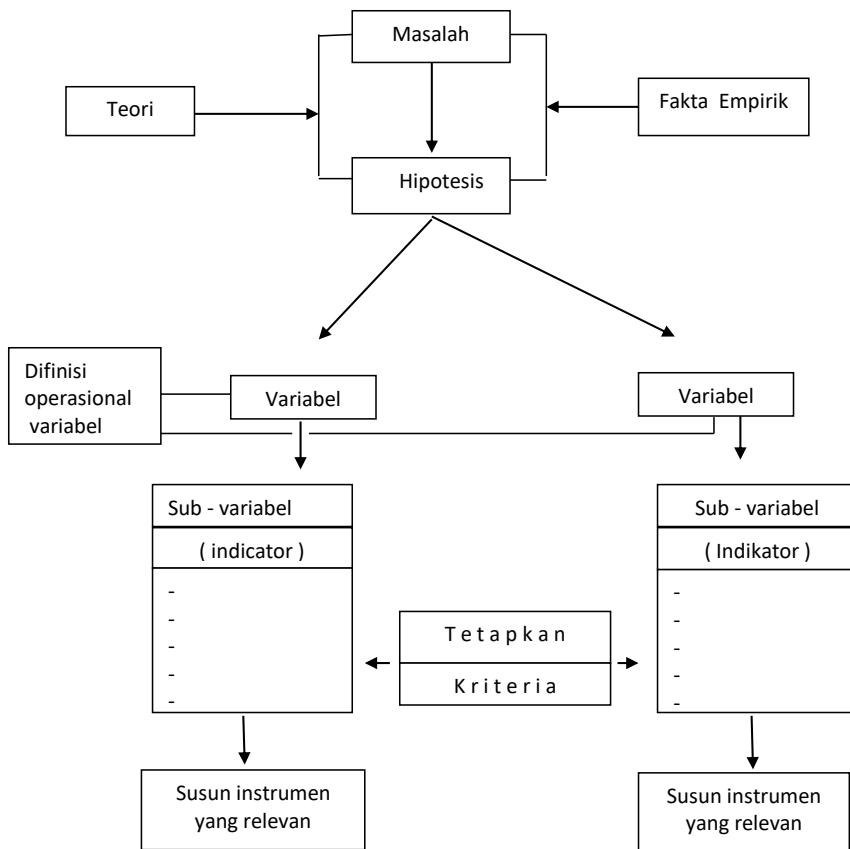 Masalah
Teori
Fakta Empirik
Hipotesis
Difinisi
operasional
variabel
Variabel
Variabel
Sub - variabel
( indicator )
-
-
-
-
-
Sub - variabel
( Indikator )
-
-
-
-
-
T e t a p k a n
K r i t e r i a
Susun instrumen
yang relevan
Susun instrumen
yang relevan